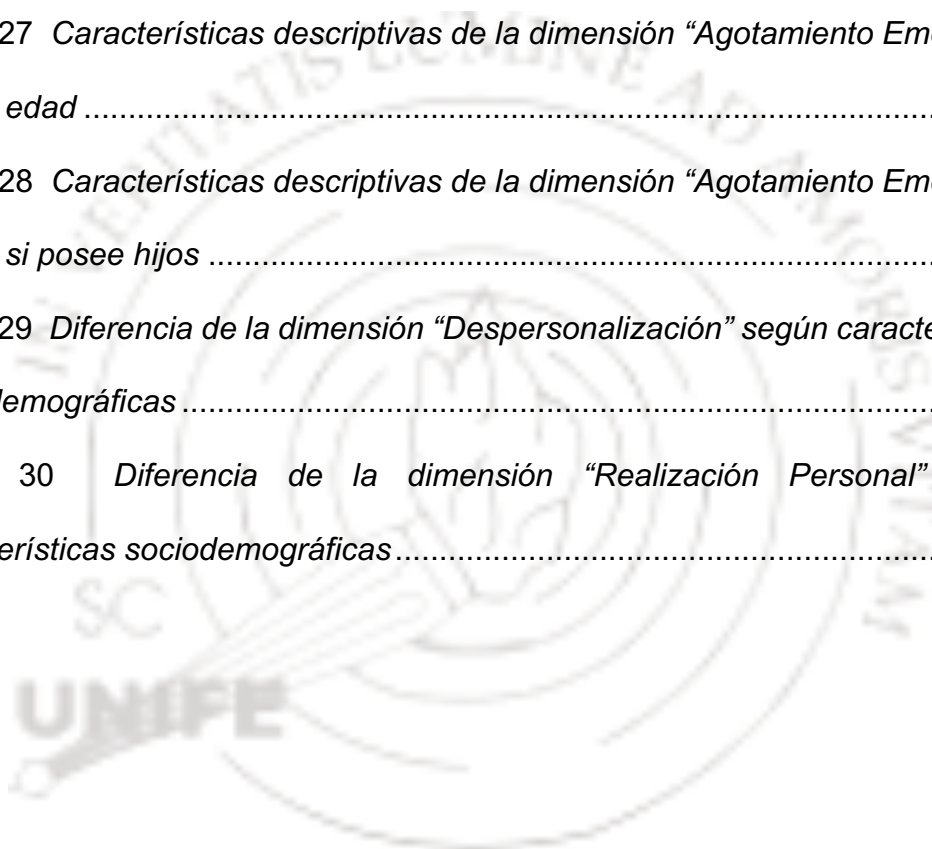 27 Características descriptivas de la dimensión “Agotamiento Em
edad ................................................................................................
28 Características descriptivas de la dimensión “Agotamiento Em
si posee hijos ..................................................................................
29 Diferencia de la dimensión “Despersonalización” según caract
emográficas .....................................................................................
30 Diferencia de la dimensión “Realización Personal”
erísticas sociodemográficas .............................................................
SC
UNIFE